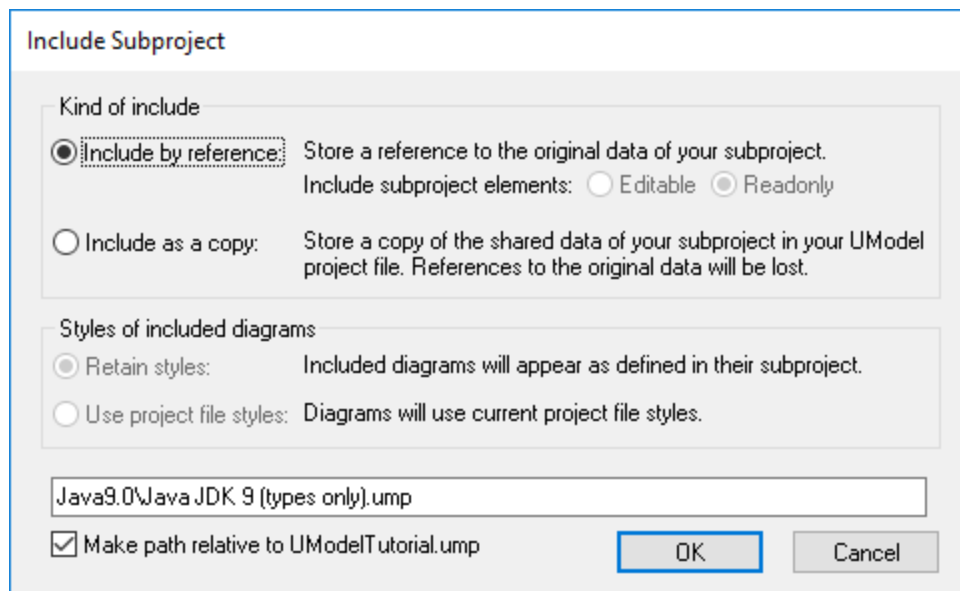 Include Subproject
Kind of include
Include by reference: Store a reference to the original data of your subproject.
Include subproject elements: Editable Readonly
Include as a copy: Store a copy of the shared data of your subproject in your UModel
project file. References to the original data will be lost.
Styles of included diagrams
Retain styles: Included diagrams will appear as defined in their subproject.
Use project file styles: Diagrams will use current project file styles.
Java9.0\Java JDK 9 (types only).ump
Make path relative to UModelTutorial.ump
OK Cancel